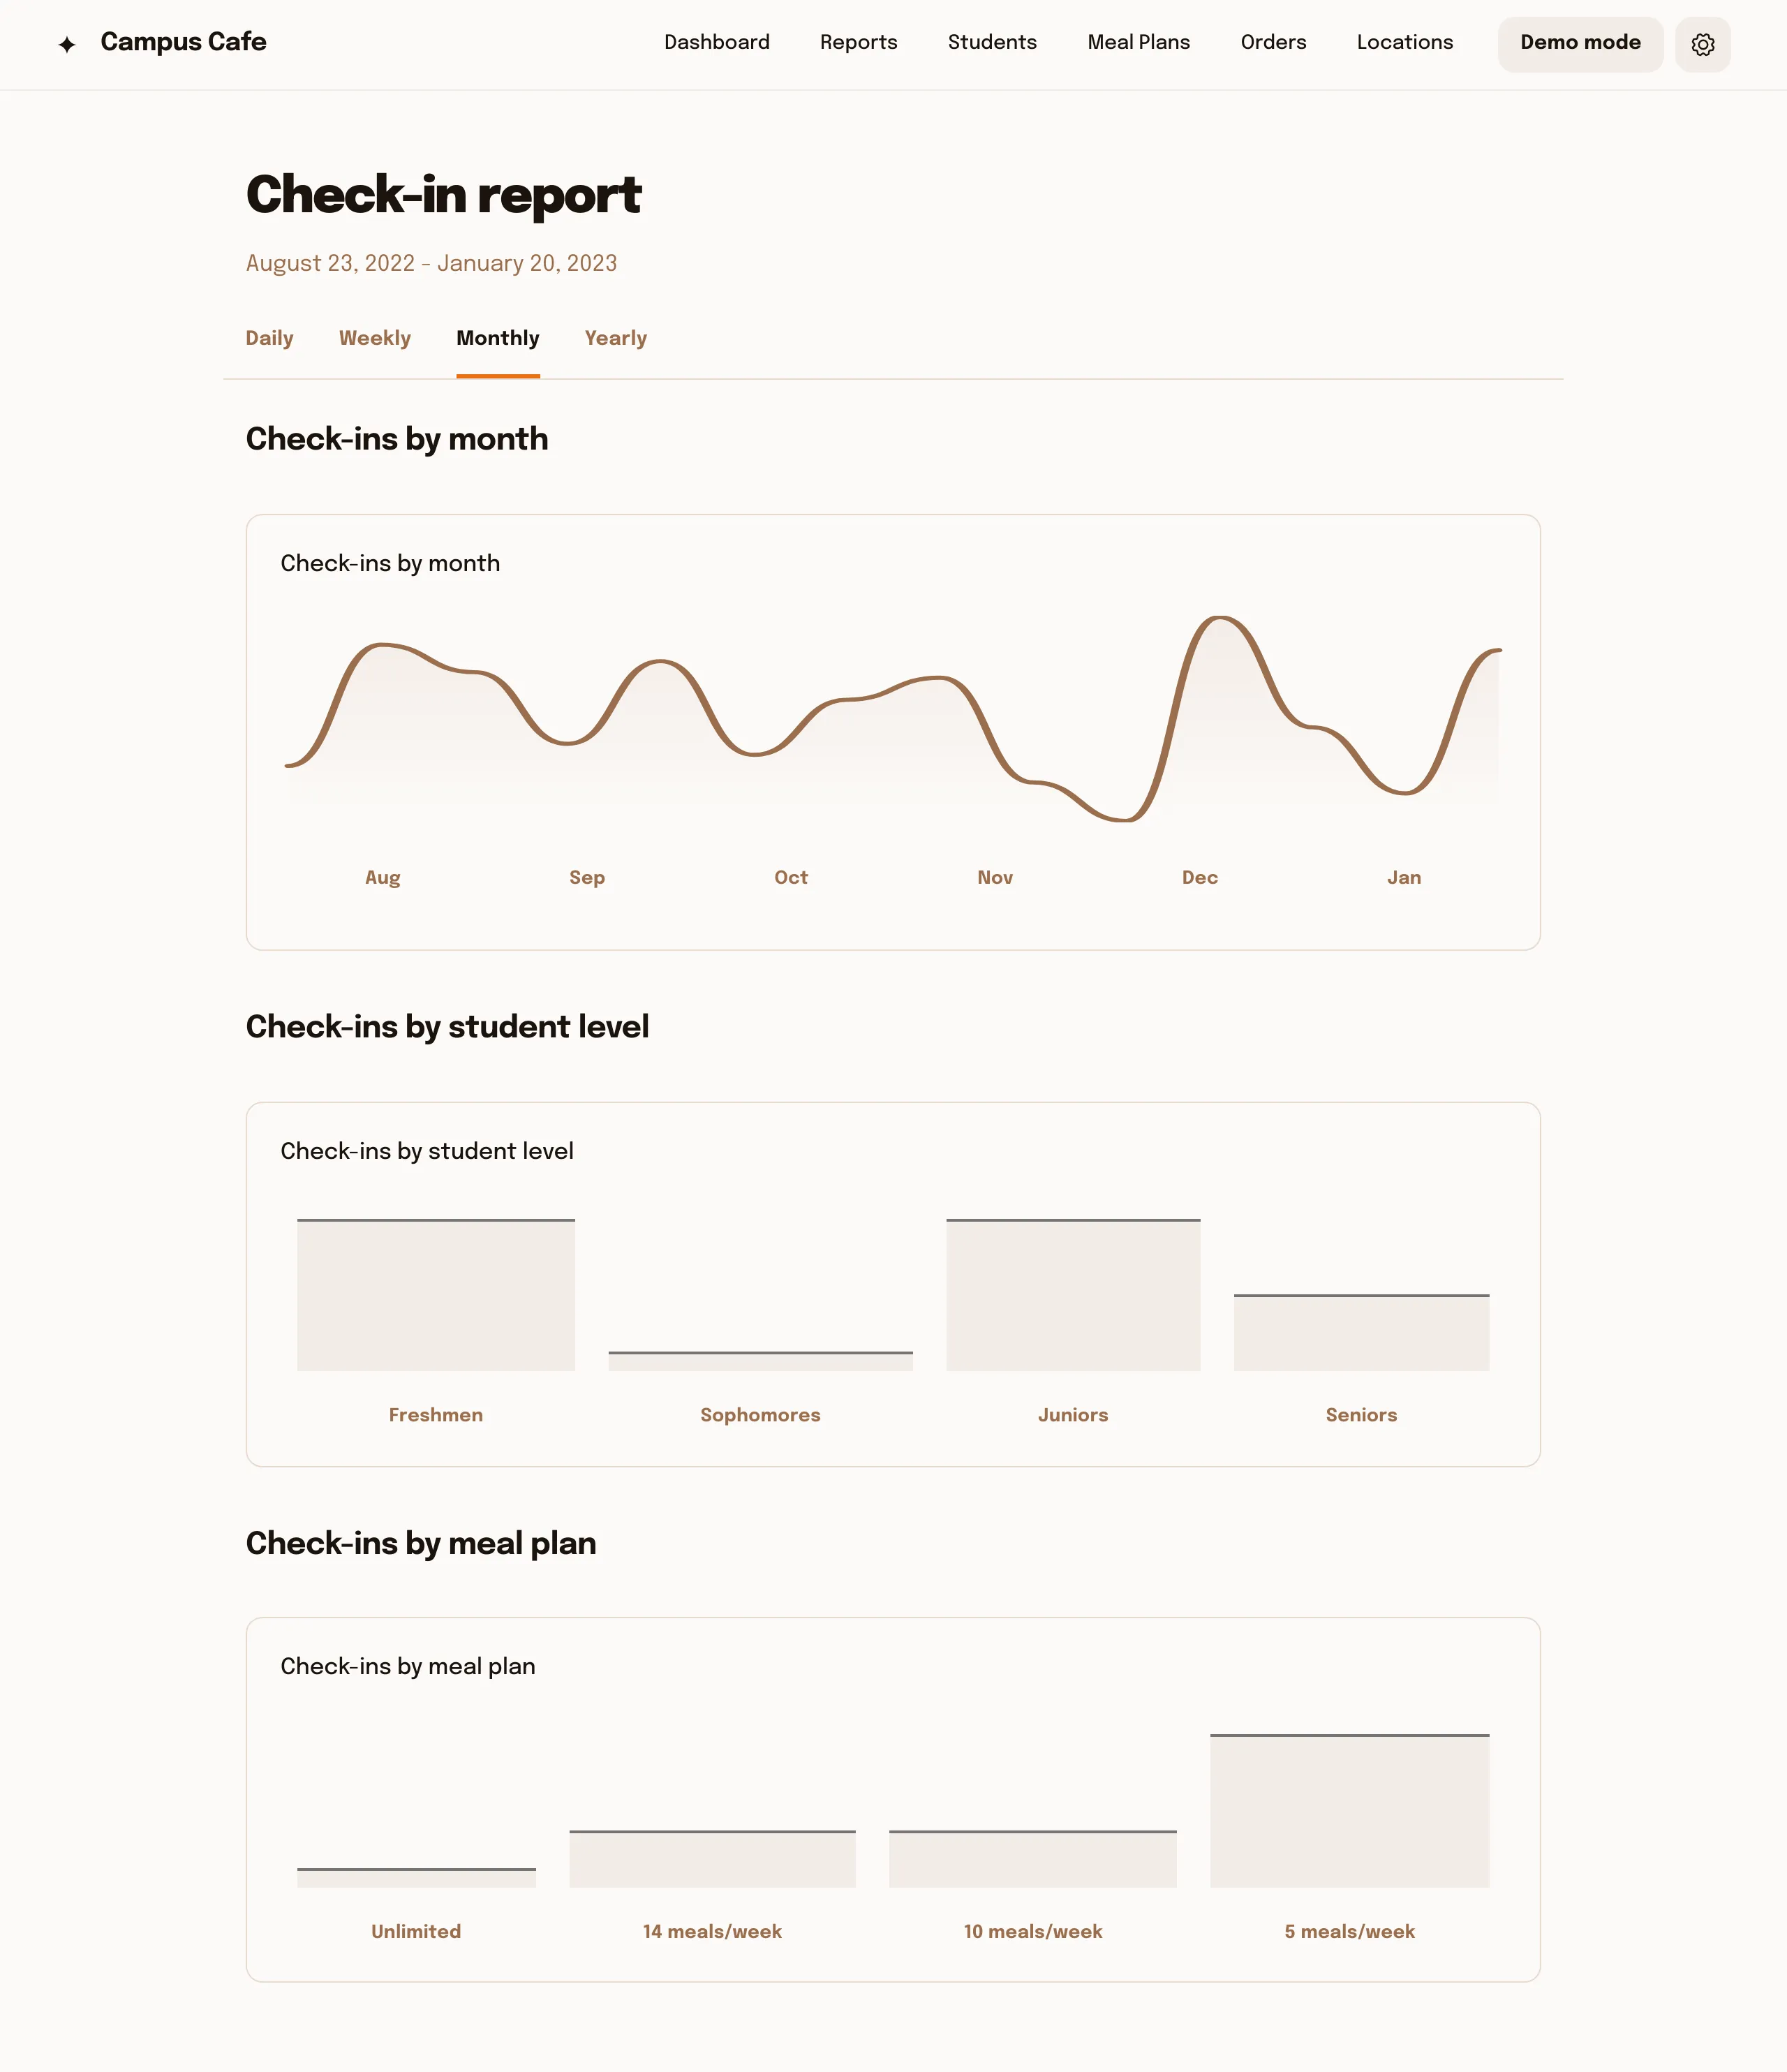 Campus Cafe
Dashboard Reports Students Meal Plans Orders Locations Demo mode
Check-in report
August 23, 2022 - January 20, 2023
Daily Weekly Monthly Yearly
Check-ins by month
Check-ins by month
Aug Sep Oct Nov Dec Jan
Check-ins by student level
Check-ins by student level
Freshmen Sophomores Juniors Seniors
Check-ins by meal plan
Check-ins by meal plan
Unlimited 14 meals/week 10 meals/week 5 meals/week